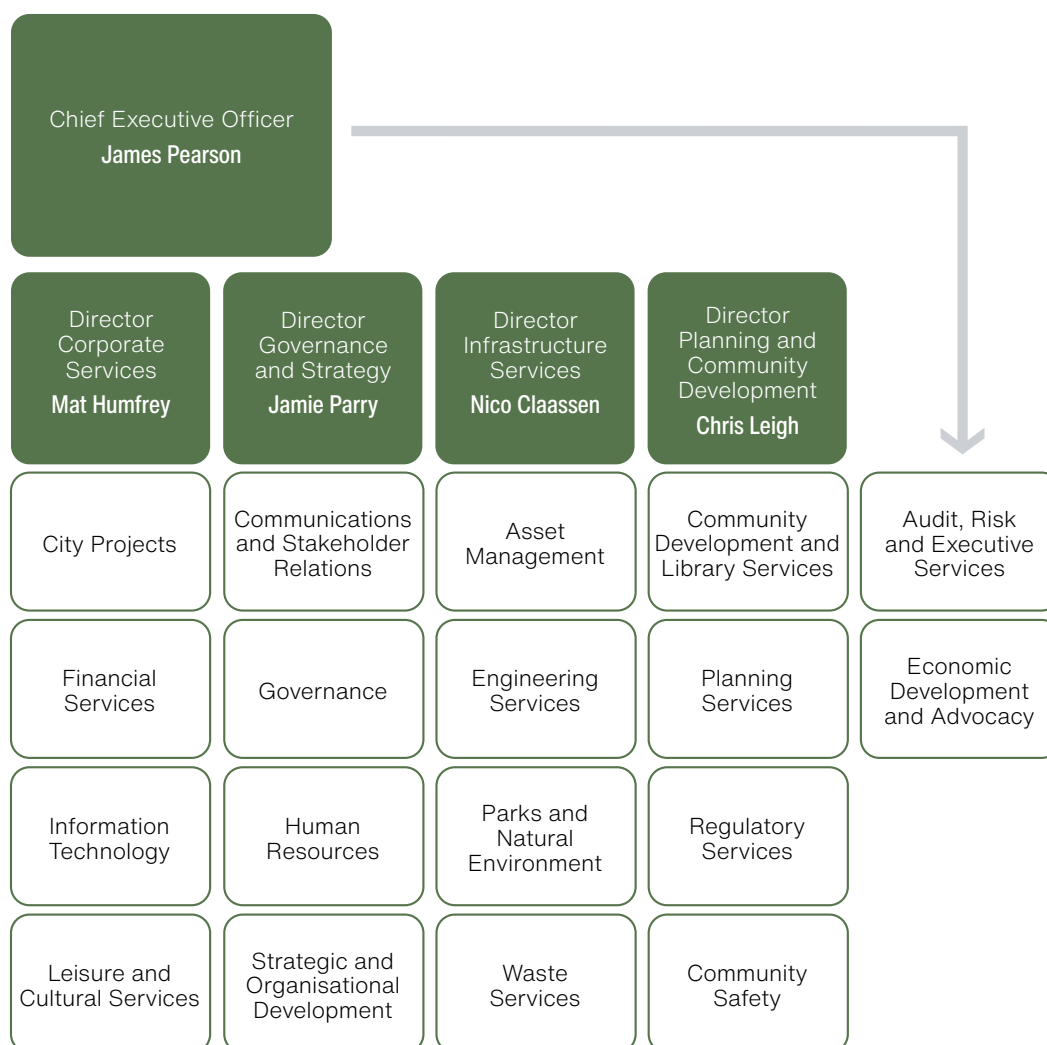 Chief Executive Officer
James Pearson
Director
Corporate
Services
Mat Humfrey
Director
Governance
and Strategy
Jamie Parry
Director
Infrastructure
Services
Nico Claassen
Director
Planning and
Community
Development
Chris Leigh
City Projects
Communications
and Stakeholder
Relations
Asset
Management
Community
Development and
Library Services
Audit, Risk
and Executive
Services
Financial
Services
Governance
Engineering
Services
Planning
Services
Economic
Development
and Advocacy
Information
Technology
Human
Resources
Parks and
Natural
Environment
Regulatory
Services
Leisure and
Cultural Services
Strategic and
Organisational
Development
Waste
Services
Community
Safety